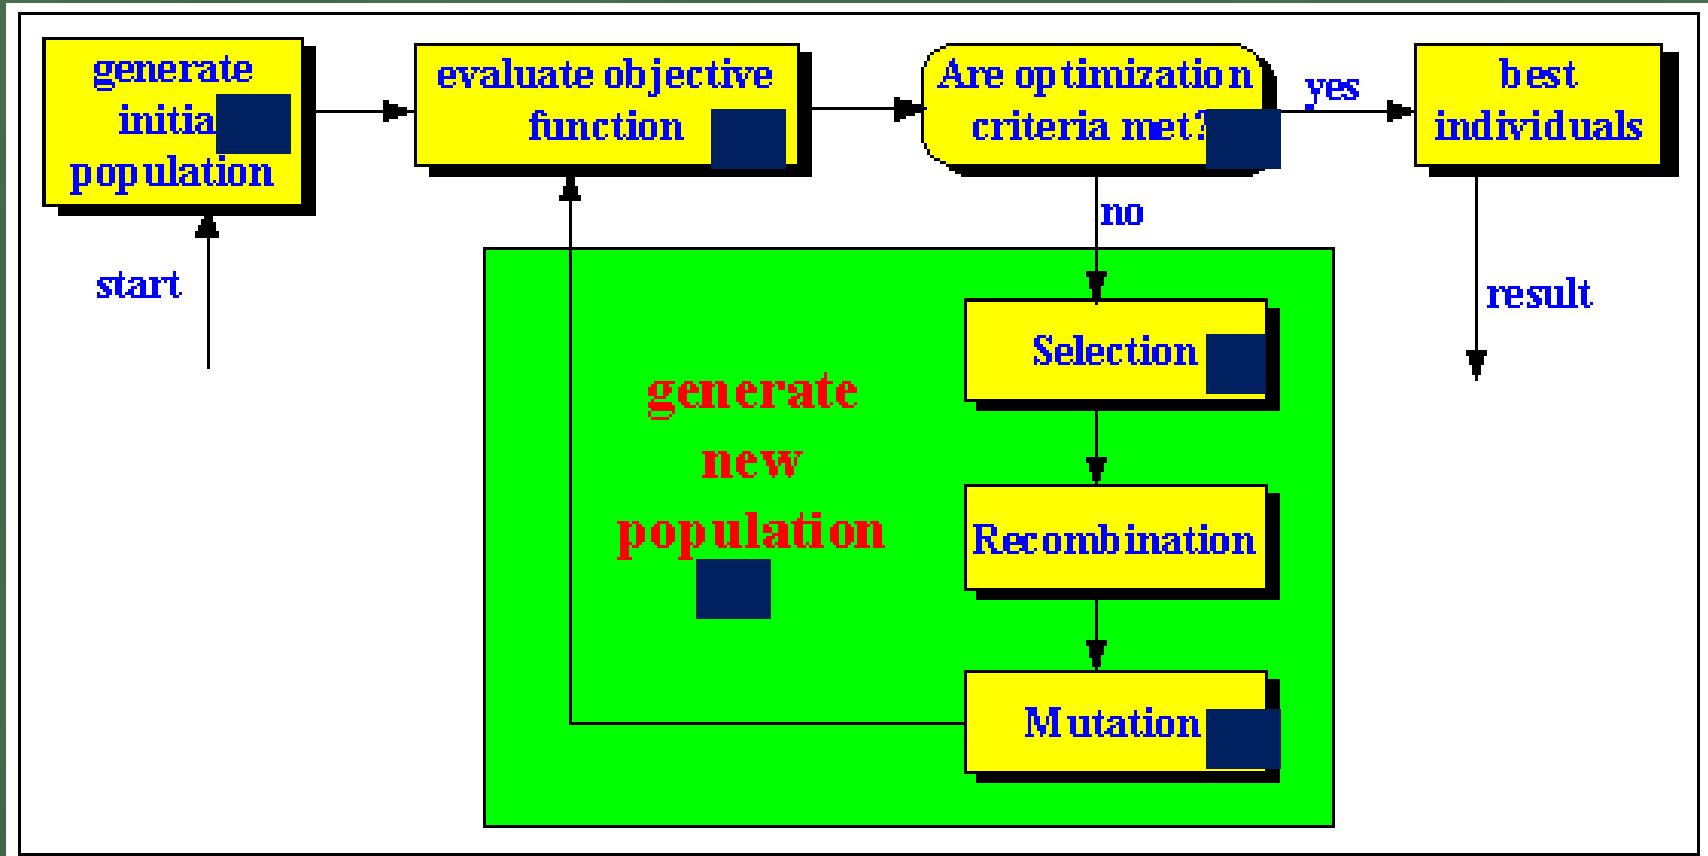 generate
initia
population
evaluate objective
function
Are optimization
criteria met?
yes
best
individuals
no
start
result
Selection
generate
new
population
Recombination
Mutation